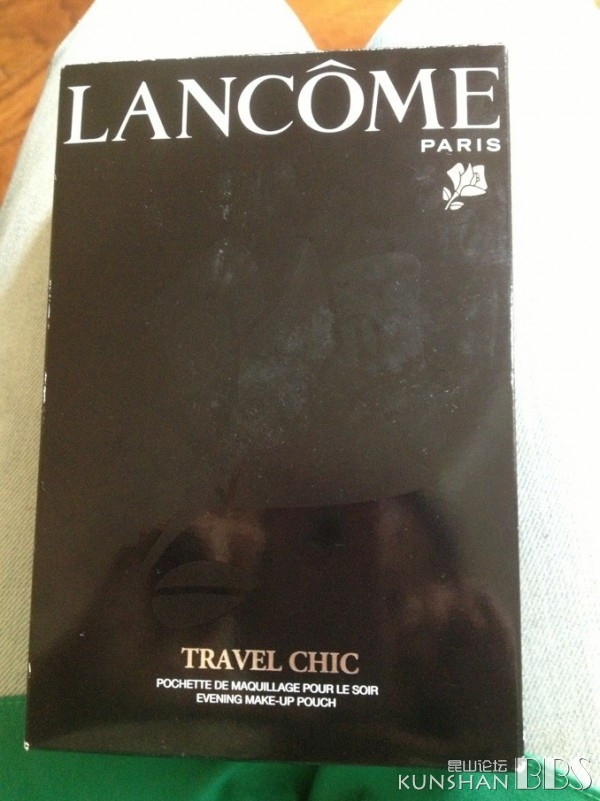 LANCÔME
PARIS
TRAVEL CHIC
POCHETTE DE MAQUILLAGE POUR LE SOIR
EVENING MAKE-UP POUCH
昆山论坛
KUNSHAN BBS